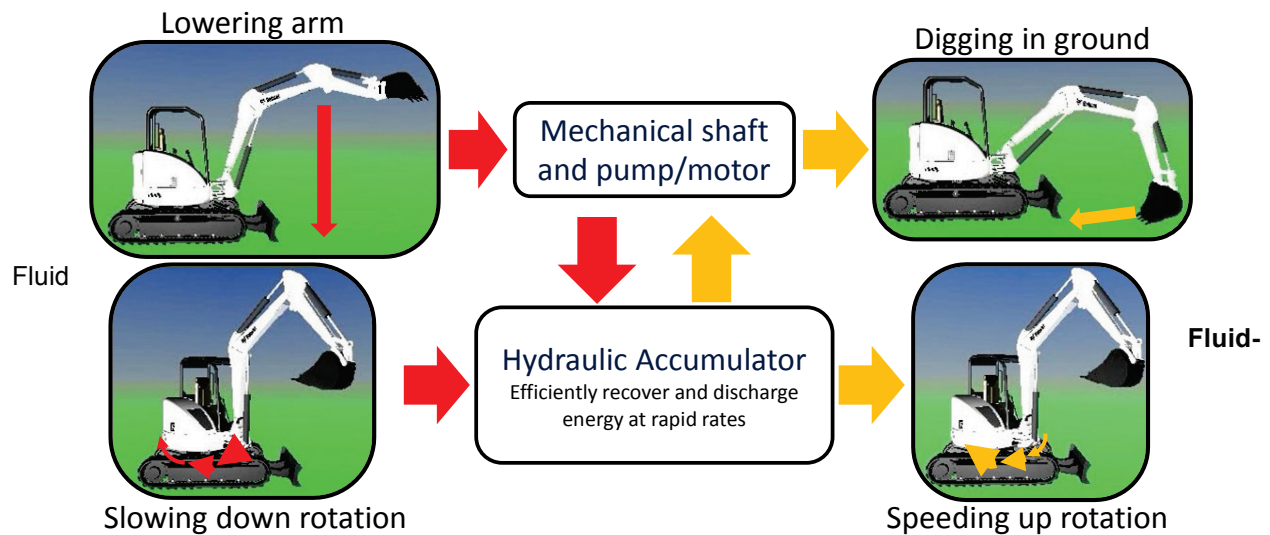 Lowering arm
Digging in ground
Mechanical shaft
and pump/motor
Fluid
Fluid-
Hydraulic Accumulator
Efficiently recover and discharge
energy at rapid rates
Slowing down rotation
Speeding up rotation